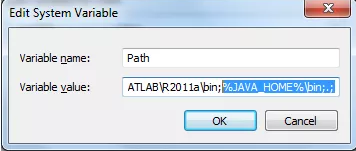 Edit System Variable
Variable name:
Path
Variable value:
ATLAB\R2011a\bin;%JAVA_HOME%\bin;.;
OK
Cancel